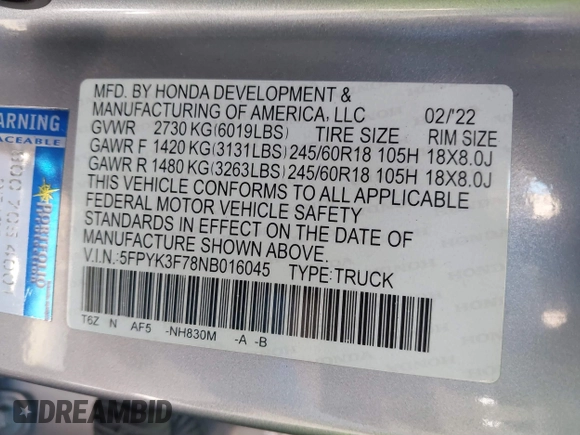 MFD. BY HONDA DEVELOPMENT &
MANUFACTURING OF AMERICA, LLC 02/'22
GVWR 2730 KG(6019LBS) TIRE SIZE RIM SIZE
GAWR F 1420 KG(3131LBS) 245/60R18 105H 18X8.0J
GAWR R 1480 KG(3263LBS) 245/60R18 105H 18X8.0J
THIS VEHICLE CONFORMS TO ALL APPLICABLE
FEDERAL MOTOR VEHICLE SAFETY
STANDARDS IN EFFECT ON THE DATE OF
MANUFACTURE SHOWN ABOVE.
V.I.N.:5FPYK3F78NB016045 TYPE:TRUCK
T6Z N AF5 -NH830M -A -B
ARNING
ACEABLE
DREAMBID